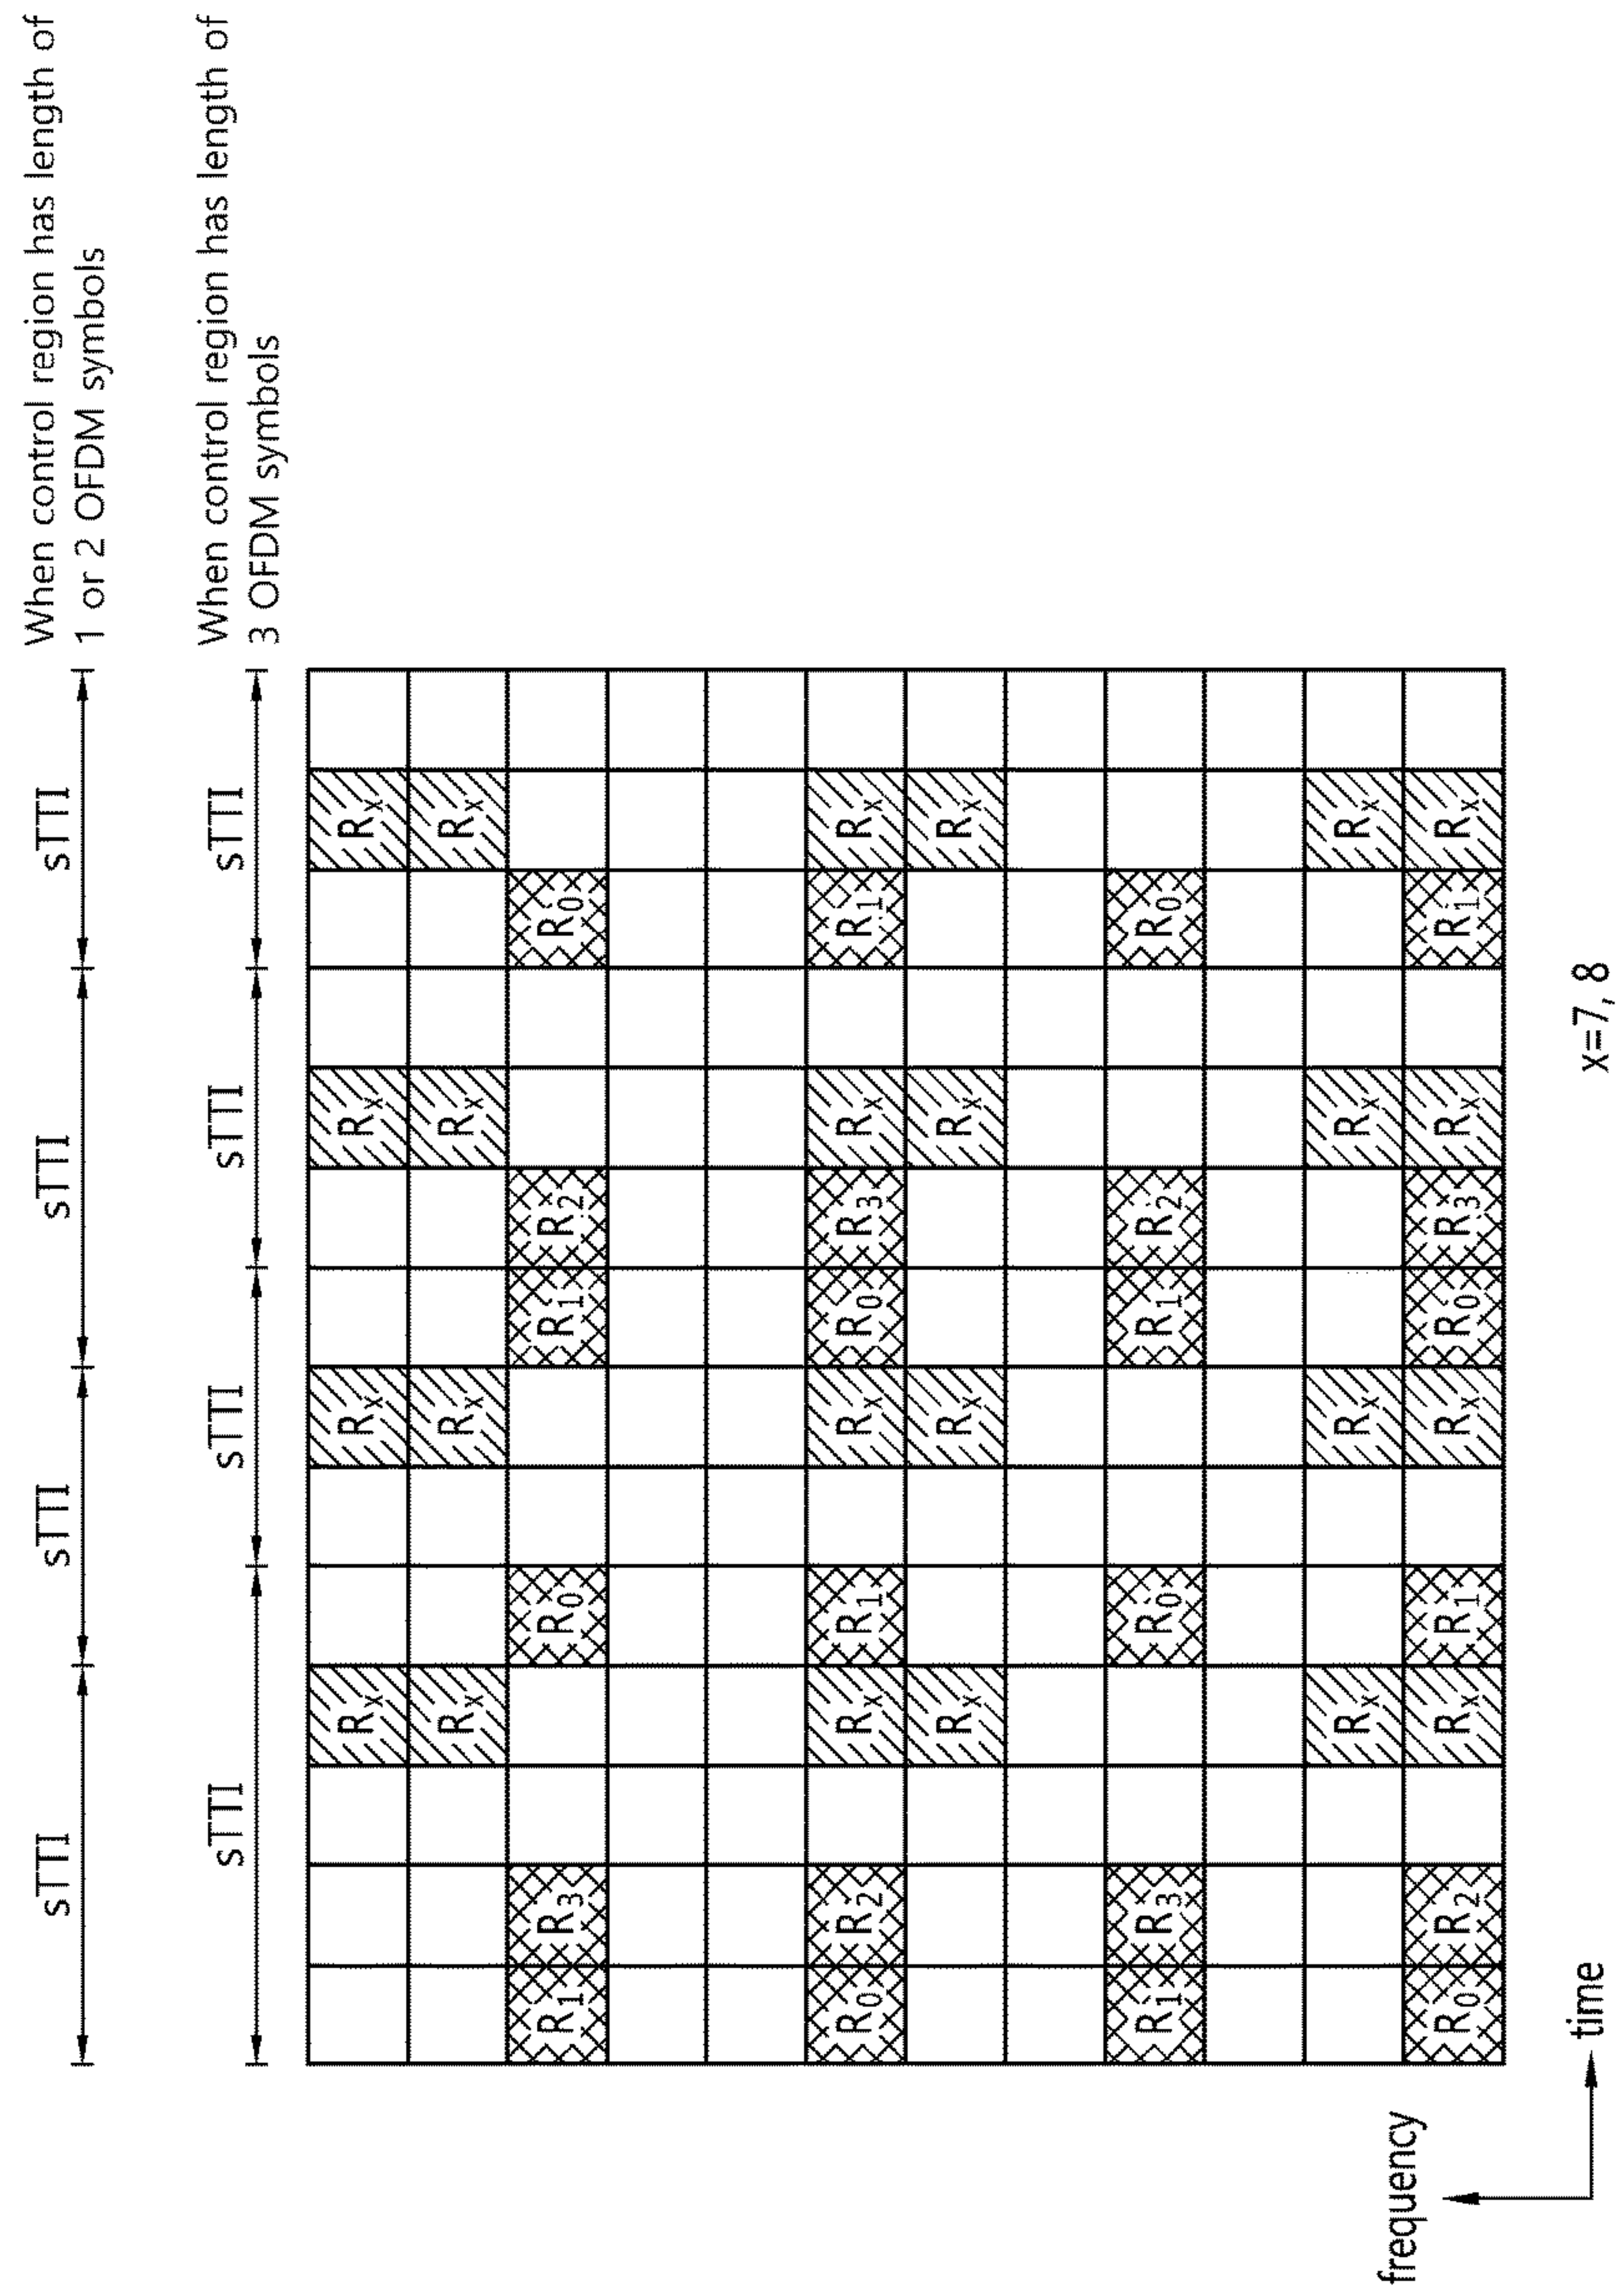 sTTI sTTI sTTI sTTI When control region has length of
1 or 2 OFDM symbols
sTTI sTTI sTTI sTTI When control region has length of
3 OFDM symbols
Rx Rx Rx Rx
Rx Rx Rx Rx
R1 R3 R0 R1 R2 R0
R0 R2 Rx R1 Rx R0 R3 Rx R1 Rx
Rx Rx Rx Rx
R1 R3 R0 R1 R2 R0
Rx Rx Rx Rx
R0 R2 Rx R1 Rx R0 R3 Rx R1 Rx
frequency
time
x=7, 8